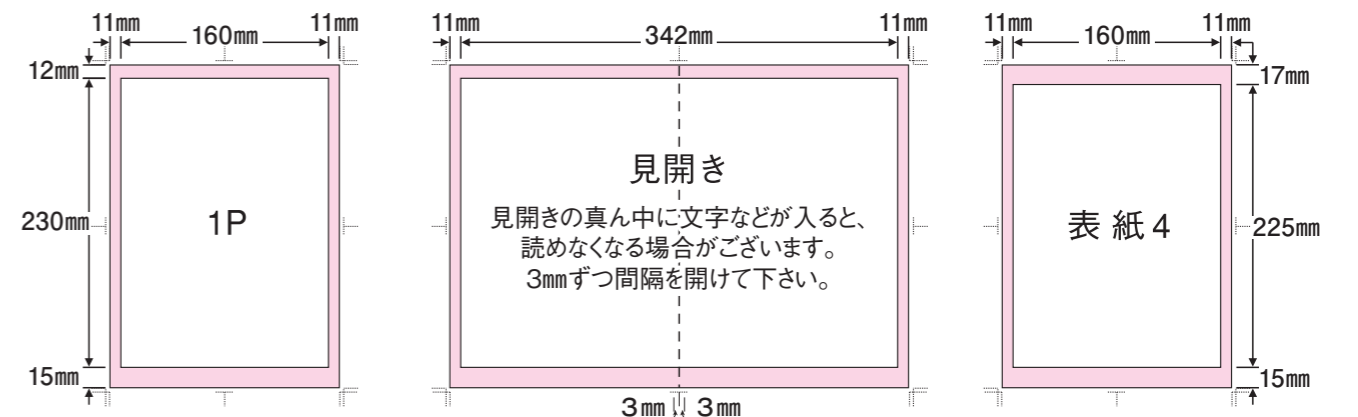 11㎜
160㎜
11㎜
12㎜
230㎜
15㎜
1P
11㎜
342㎜
11㎜
見開き
見開きの真ん中に文字などが入ると、
読めなくなる場合がございます。
3㎜ずつ間隔を開けて下さい。
3㎜
3㎜
11㎜
160㎜
11㎜
17㎜
表紙4
225㎜
15㎜